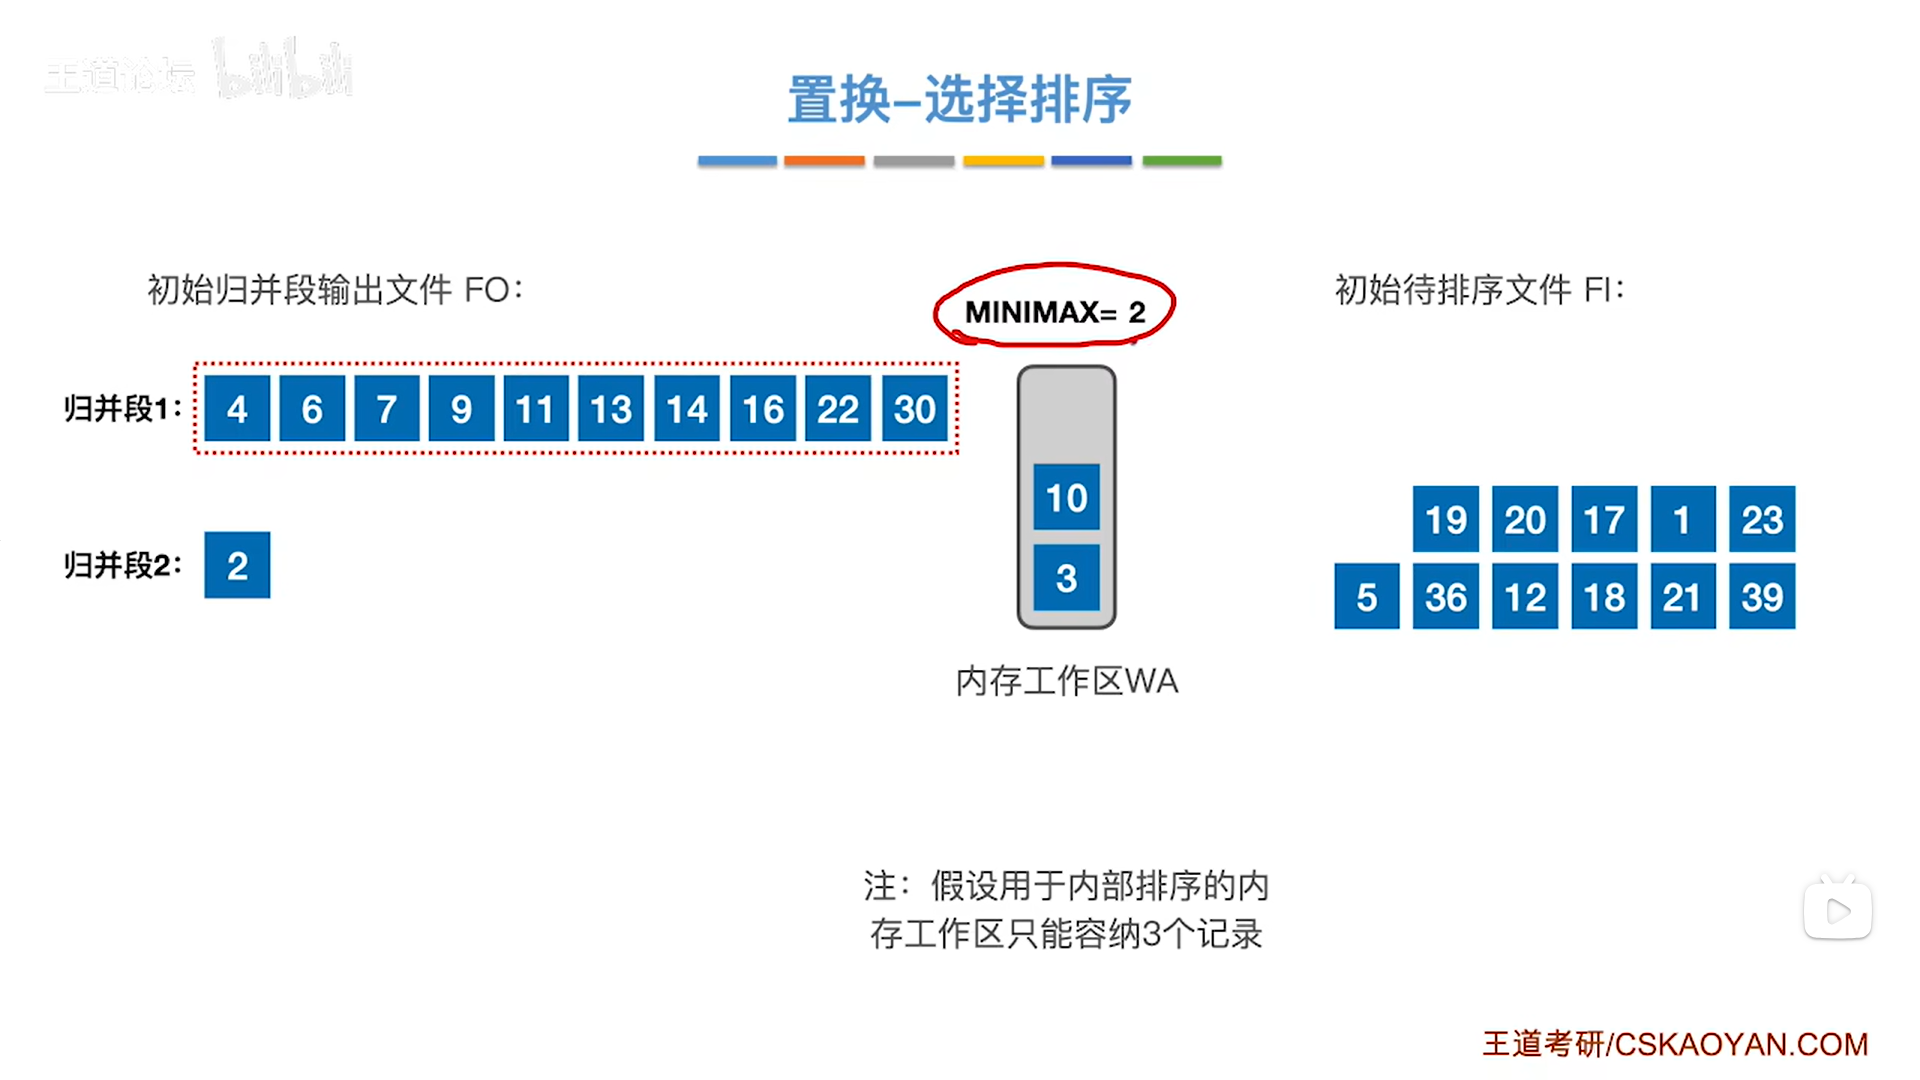 王道论坛 bilibili
置换–选择排序
初始归并段输出文件 FO：
MINIMAX= 2
初始待排序文件 FI：
归并段1： 4 6 7 9 11 13 14 16 22 30
10
19 20 17 1 23
归并段2： 2
3
5 36 12 18 21 39
内存工作区WA
注：假设用于内部排序的内
存工作区只能容纳3个记录
王道考研/CSKAOYAN.COM